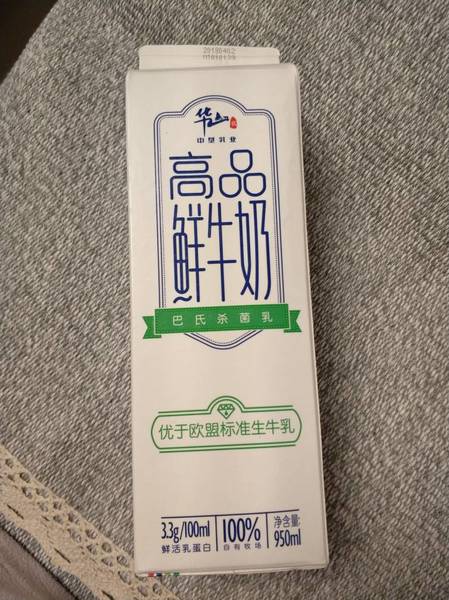 20180402
华山
中垦乳业
高品
鲜牛奶
巴氏杀菌乳
优于欧盟标准生牛乳
3.3g/100ml
鲜活乳蛋白
100%
自有牧场
净含量:
950ml